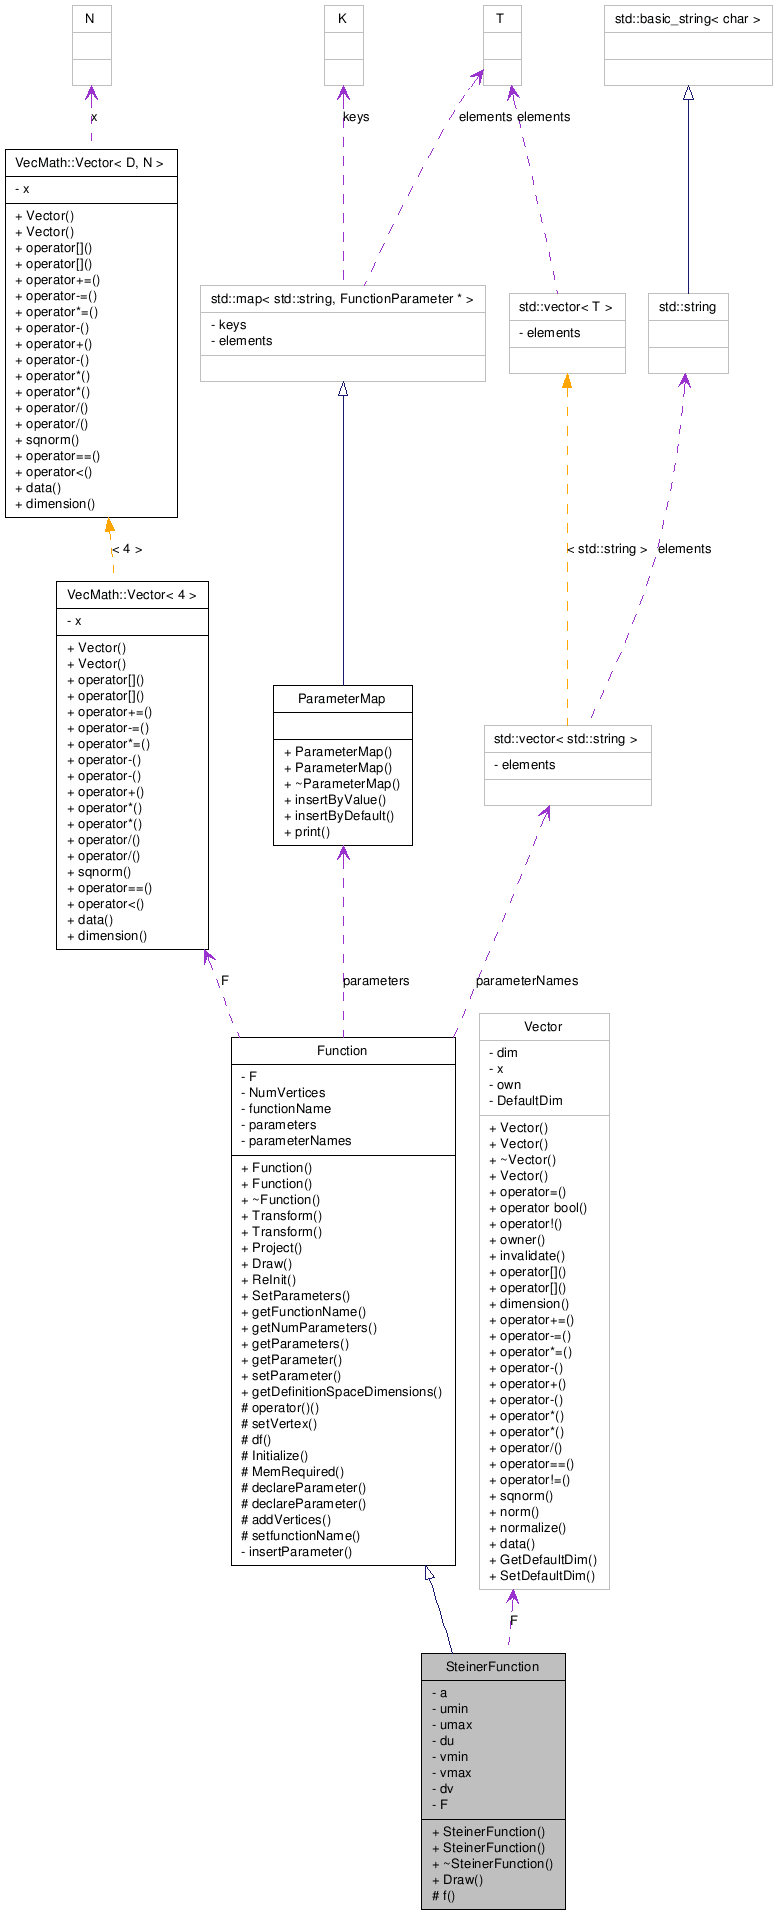 N
K
T
std::basic_string< char >
x
keys
elements
elements
VecMath::Vector< D, N >
- x
+ Vector()
+ Vector()
+ operator[]()
+ operator[]()
+ operator+=()
+ operator-=()
+ operator*=()
+ operator-()
+ operator+()
+ operator-()
+ operator*()
+ operator*()
+ operator/()
+ operator/()
+ sqnorm()
+ operator==()
+ operator<()
+ data()
+ dimension()
std::map< std::string, FunctionParameter * >
- keys
- elements
std::vector< T >
- elements
std::string
< 4 >
< std::string >
elements
VecMath::Vector< 4 >
- x
+ Vector()
+ Vector()
+ operator[]()
+ operator[]()
+ operator+=()
+ operator-=()
+ operator*=()
+ operator-()
+ operator-()
+ operator+()
+ operator*()
+ operator*()
+ operator/()
+ operator/()
+ sqnorm()
+ operator==()
+ operator<()
+ data()
+ dimension()
ParameterMap
+ ParameterMap()
+ ParameterMap()
+ ~ParameterMap()
+ insertByValue()
+ insertByDefault()
+ print()
std::vector< std::string >
- elements
F
parameters
parameterNames
Function
- F
- NumVertices
- functionName
- parameters
- parameterNames
+ Function()
+ Function()
+ ~Function()
+ Transform()
+ Transform()
+ Project()
+ Draw()
+ ReInit()
+ SetParameters()
+ getFunctionName()
+ getNumParameters()
+ getParameters()
+ getParameter()
+ setParameter()
+ getDefinitionSpaceDimensions()
# operator()()
# setVertex()
# df()
# Initialize()
# MemRequired()
# declareParameter()
# declareParameter()
# addVertices()
# setfunctionName()
- insertParameter()
Vector
- dim
- x
- own
- DefaultDim
+ Vector()
+ Vector()
+ ~Vector()
+ Vector()
+ operator=()
+ operator bool()
+ operator!()
+ owner()
+ invalidate()
+ operator[]()
+ operator[]()
+ dimension()
+ operator+=()
+ operator-=()
+ operator*=()
+ operator-()
+ operator+()
+ operator-()
+ operator*()
+ operator*()
+ operator/()
+ operator==()
+ operator!=()
+ sqnorm()
+ norm()
+ normalize()
+ data()
+ GetDefaultDim()
+ SetDefaultDim()
F
SteinerFunction
- a
- umin
- umax
- du
- vmin
- vmax
- dv
- F
+ SteinerFunction()
+ SteinerFunction()
+ ~SteinerFunction()
+ Draw()
# f()